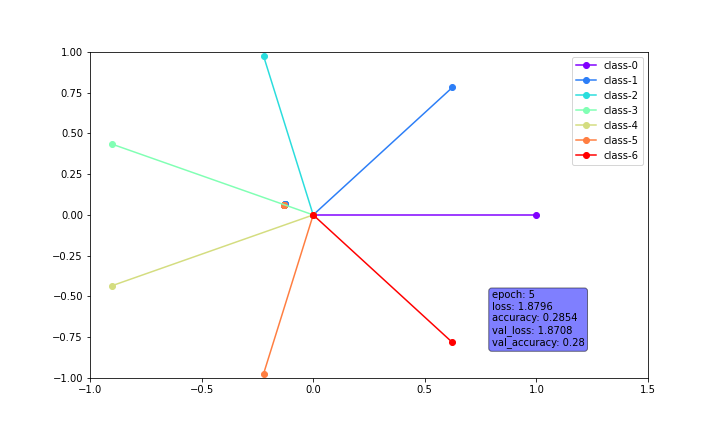 1.00
0.75
0.50
0.25
0.00
−0.25
−0.50
−0.75
−1.00
−1.0
−0.5
0.0
0.5
1.0
1.5
class-0
class-1
class-2
class-3
class-4
class-5
class-6
epoch: 5
loss: 1.8796
accuracy: 0.2854
val_loss: 1.8708
val_accuracy: 0.28